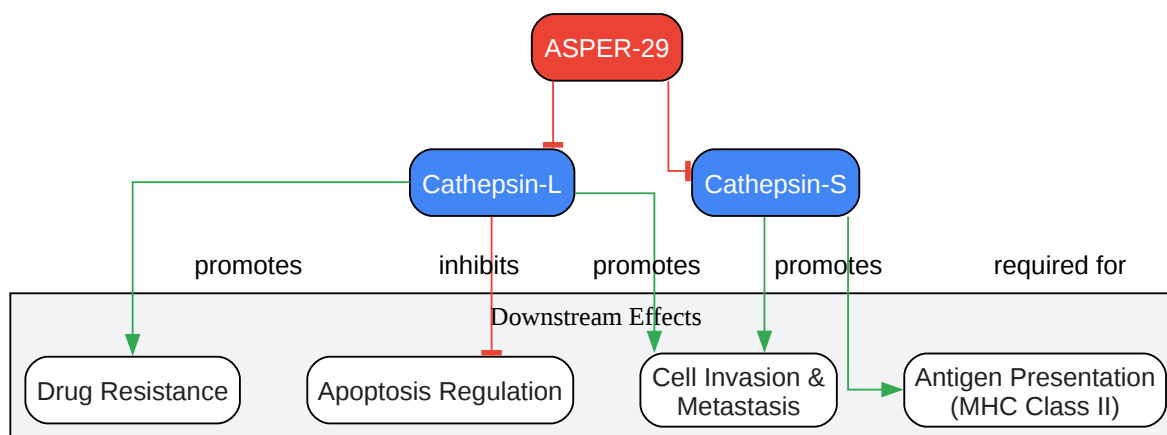 ASPER-29
Cathepsin-L
Cathepsin-S
promotes
inhibits
promotes
promotes
required for
Downstream Effects
Drug Resistance
Apoptosis Regulation
Cell Invasion &
Metastasis
Antigen Presentation
(MHC Class II)